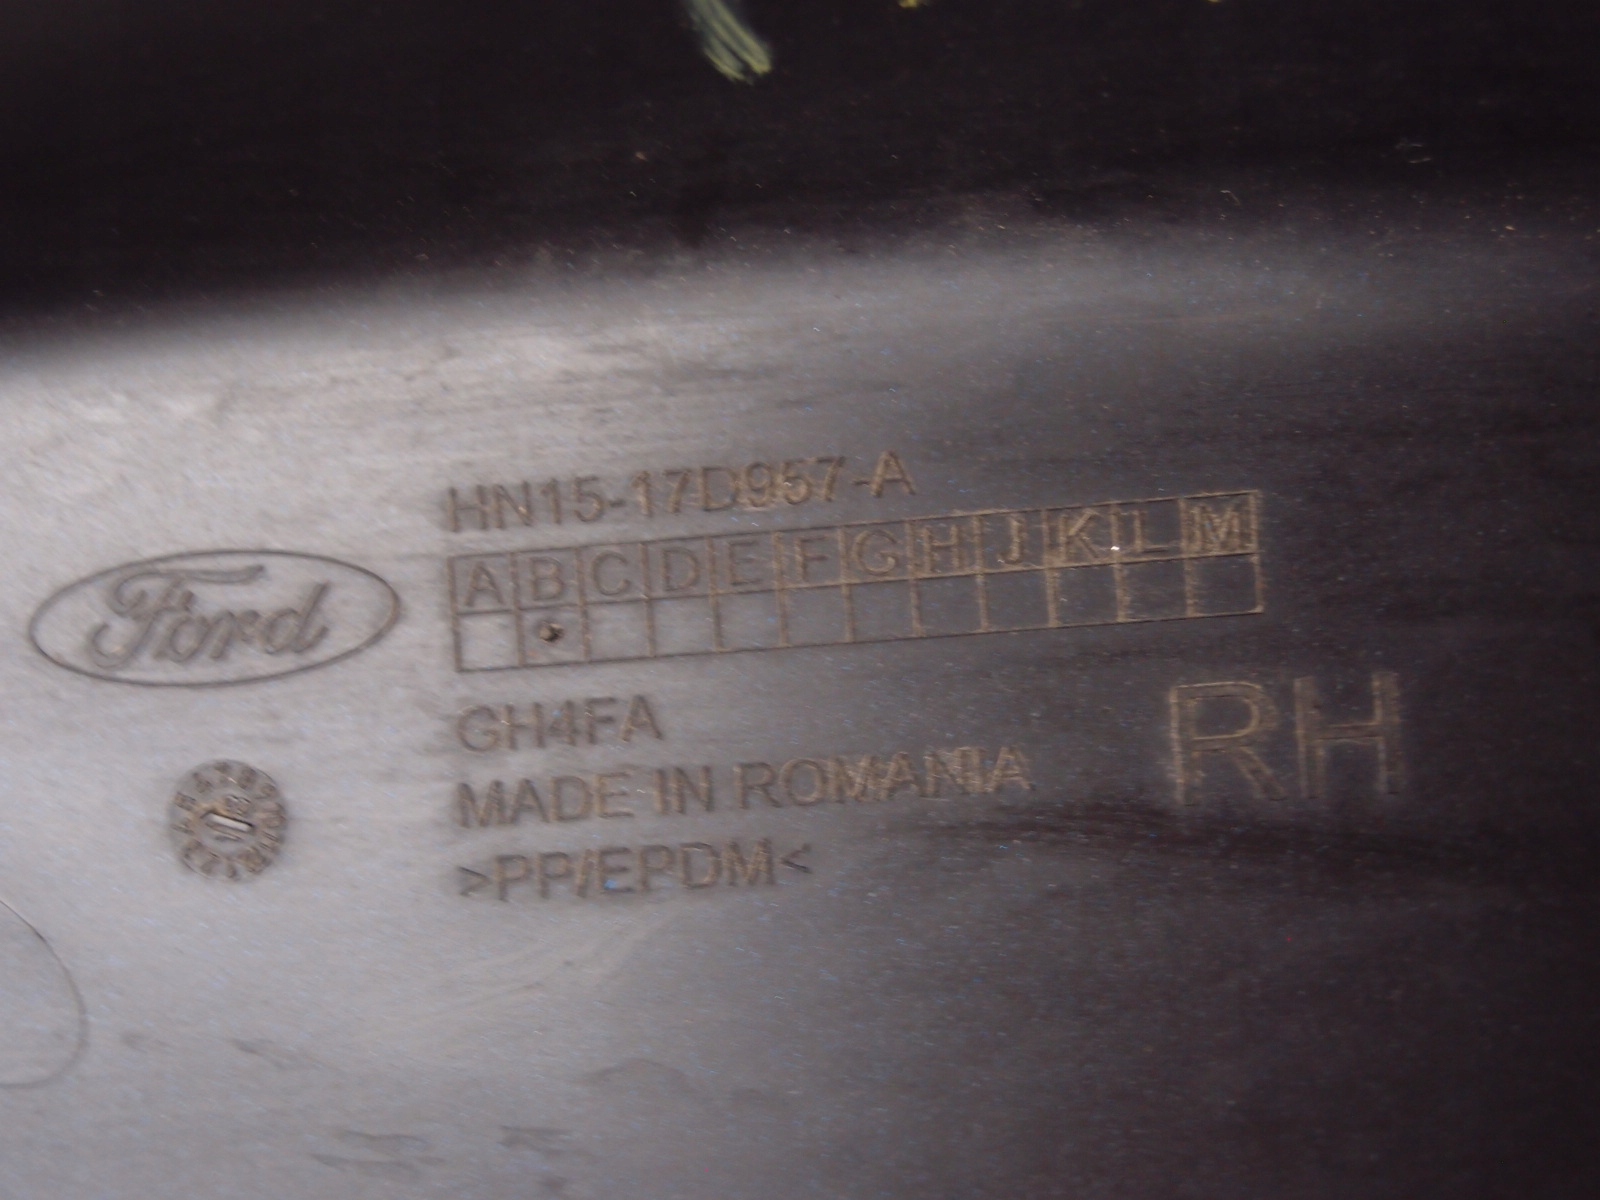 HN15-17D957-A
A B C D E F G H J K L M
Ford
GH4FA
MADE IN ROMANIA
RH
>PP/EPDM<